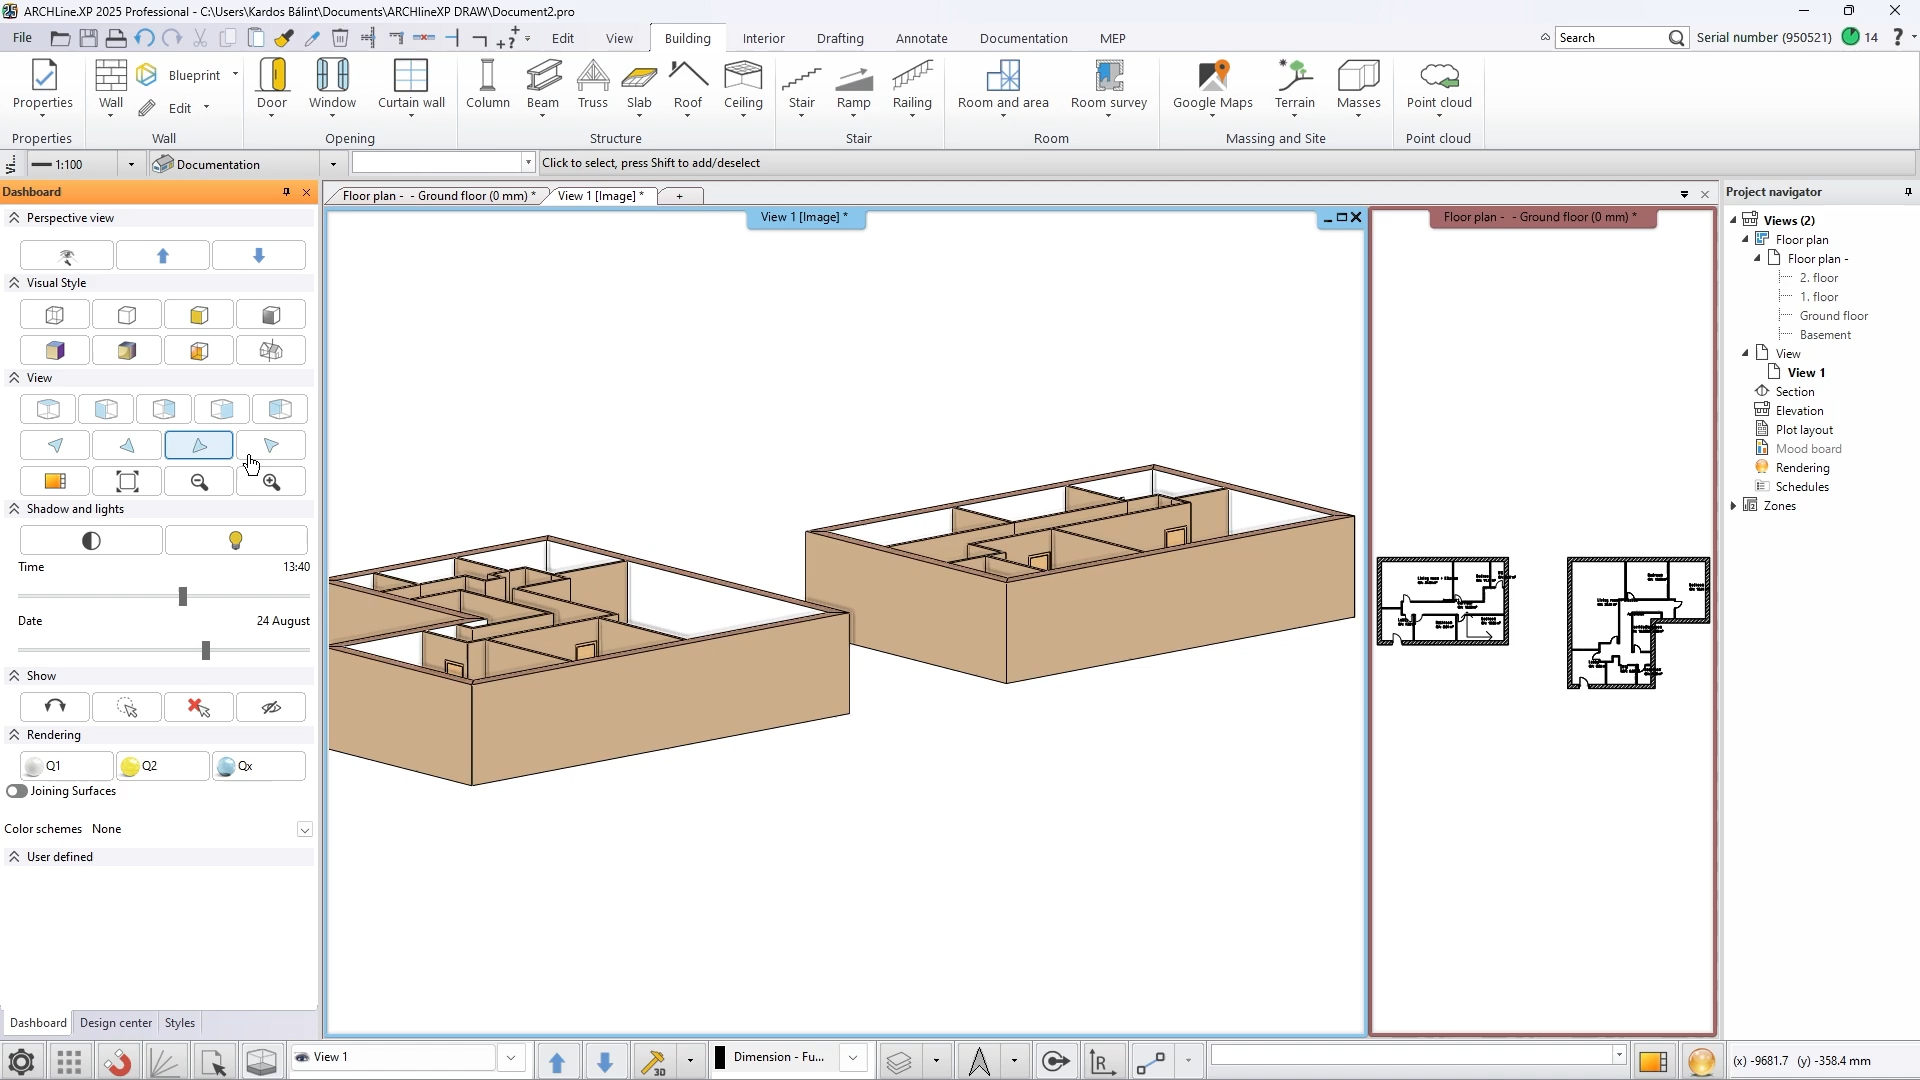 ARCHLine.XP 2025 Professional - C:\Users\Kardos Bálint\Documents\ARCHlineXP DRAW\Document2.pro
File Edit View Building Interior Drafting Annotate Documentation MEP Search Serial number (950521) 14 ?
Properties Wall Blueprint Edit Door Window Curtain wall Column Beam Truss Slab Roof Ceiling Stair Ramp Railing Room and area Room survey Google Maps Terrain Masses Point cloud
Properties Wall Opening Structure Stair Room Massing and Site Point cloud
1:100 Documentation Click to select, press Shift to add/deselect
Dashboard
Perspective view
Visual Style
View
Shadow and lights
Time 13:40
Date 24 August
Show
Rendering
Q1 Q2 Qx
Joining Surfaces
Color schemes None
User defined
Dashboard Design center Styles
Floor plan - - Ground floor (0 mm) * View 1 [Image] * +
View 1 [Image] *
Floor plan - - Ground floor (0 mm) *
Project navigator
Views (2)
Floor plan
Floor plan -
2. floor
1. floor
Ground floor
Basement
View
View 1
Section
Elevation
Plot layout
Mood board
Rendering
Schedules
Zones
View 1 3D Dimension - Fu... (x) -9681.7 (y) -358.4 mm